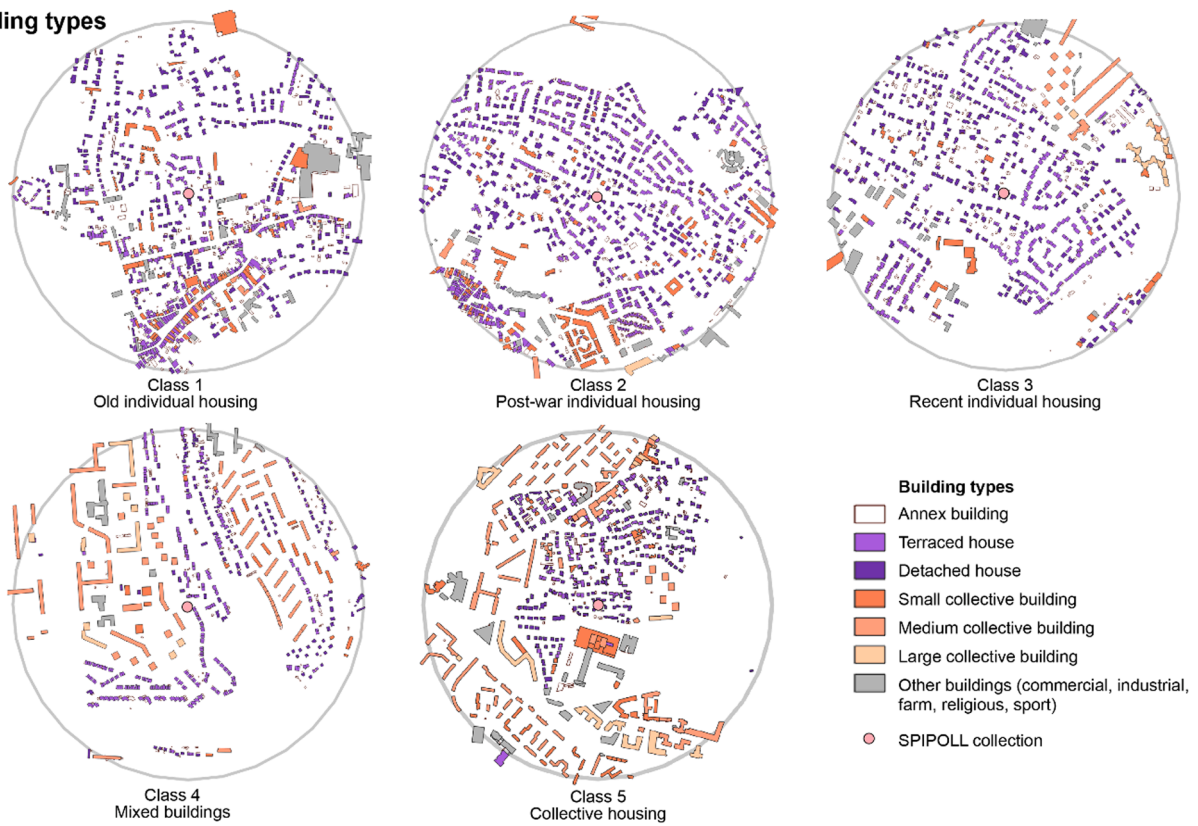 ling types
Class 1
Old individual housing
Class 2
Post-war individual housing
Class 3
Recent individual housing
Class 4
Mixed buildings
Class 5
Collective housing
Building types
Annex building
Terraced house
Detached house
Small collective building
Medium collective building
Large collective building
Other buildings (commercial, industrial,
farm, religious, sport)
SPIPOLL collection